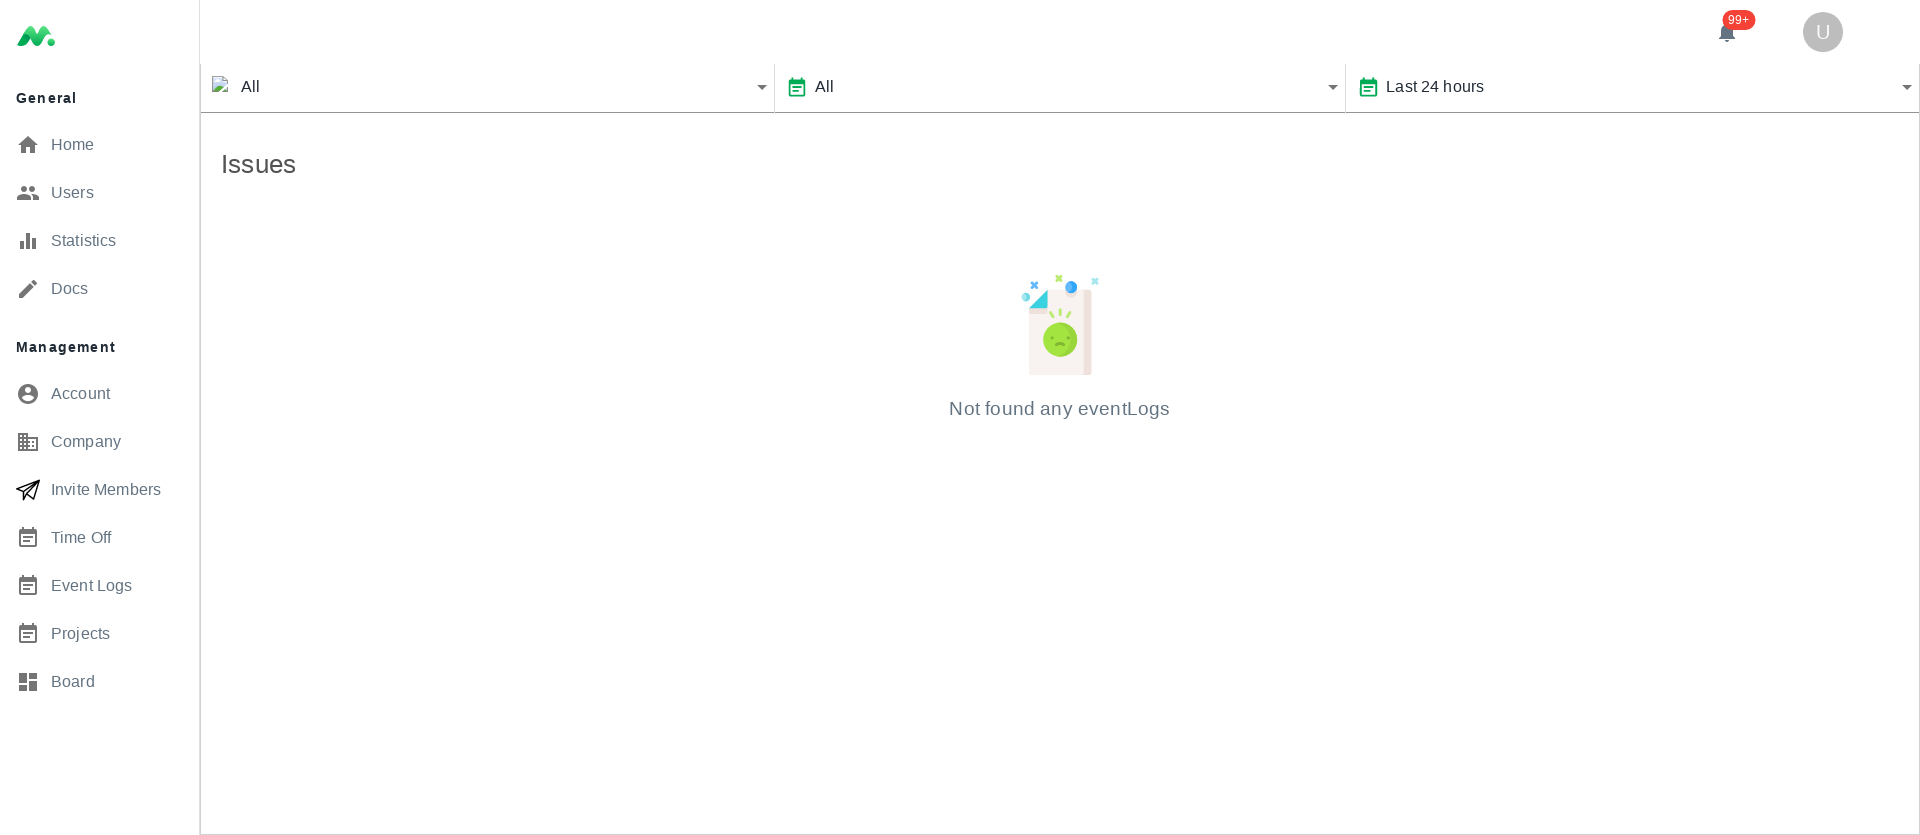 99+
U
General
Home
Users
Statistics
Docs
Management
Account
Company
Invite Members
Time Off
Event Logs
Projects
Board
All
All
Last 24 hours
Issues
Not found any eventLogs